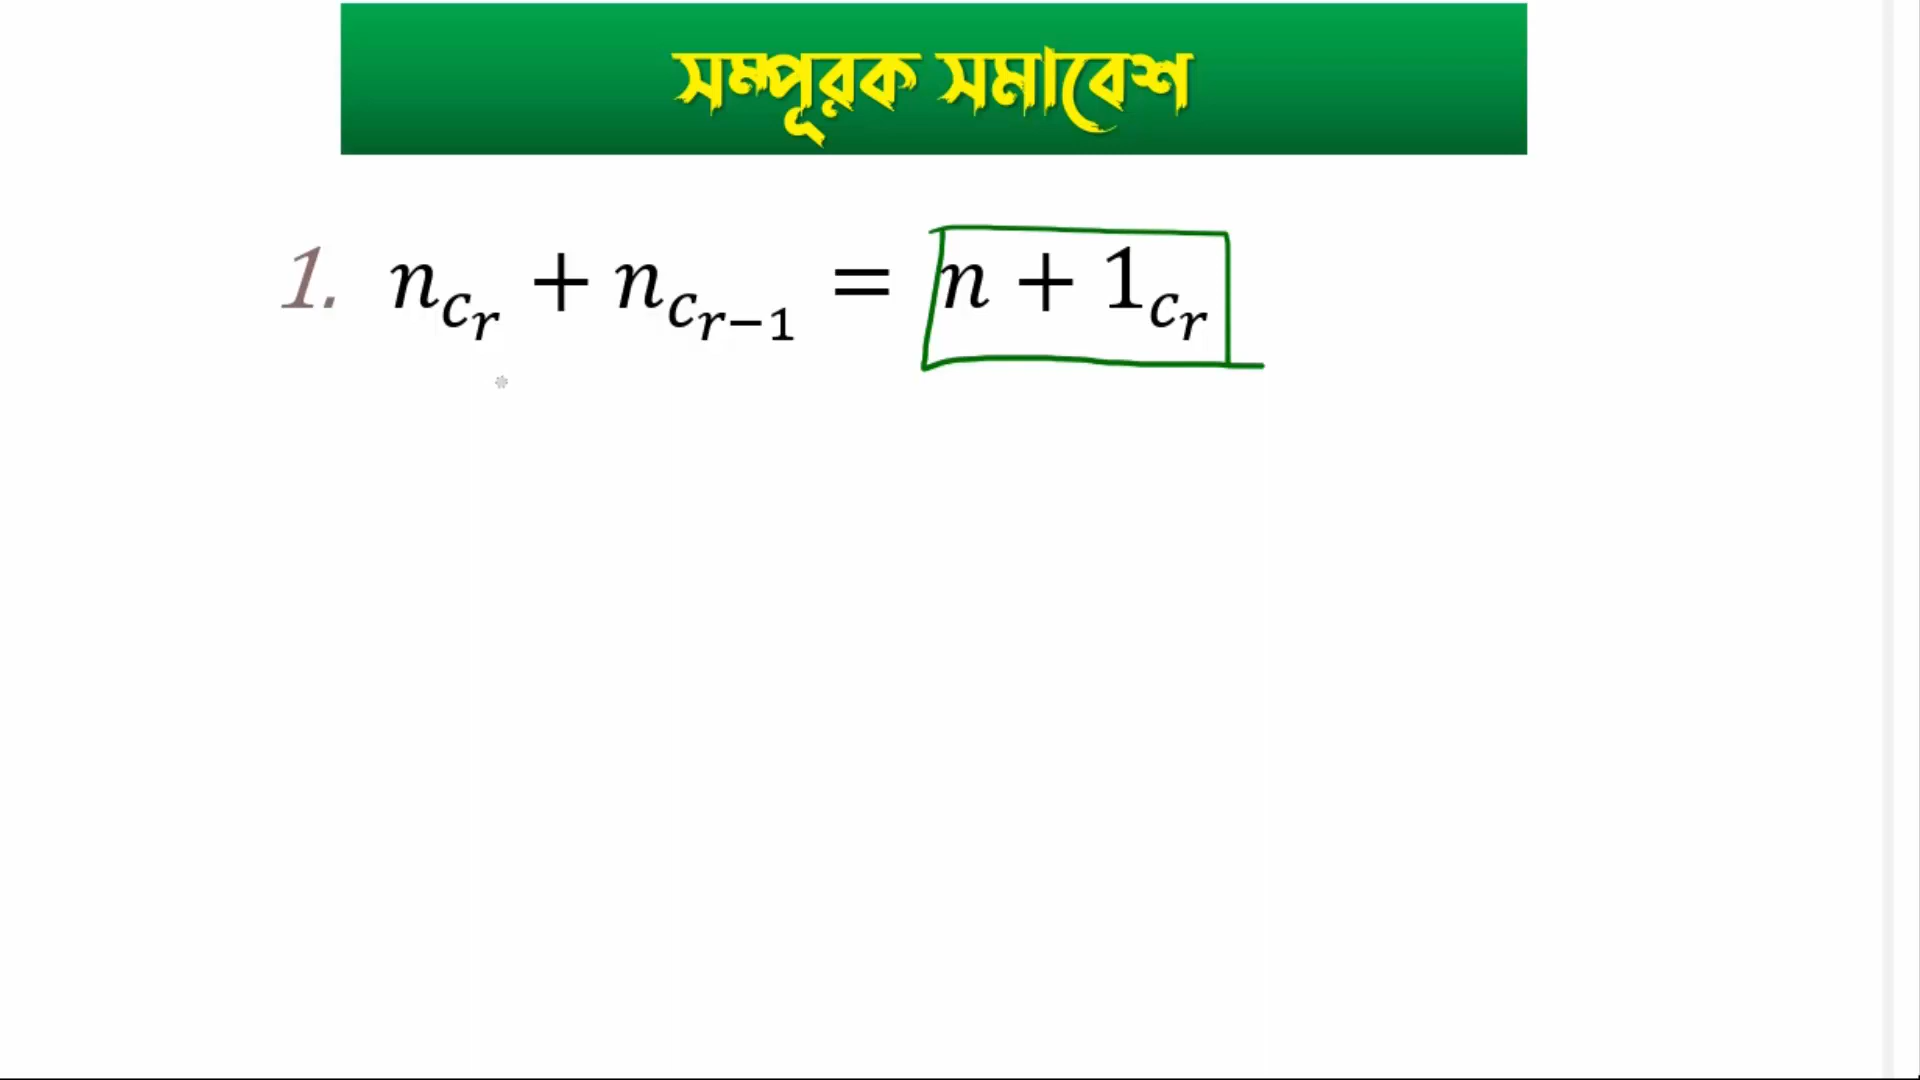 সম্পূরক সমাবেশ
1. n_{c_r} + n_{c_{r-1}} = n + 1_{c_r}